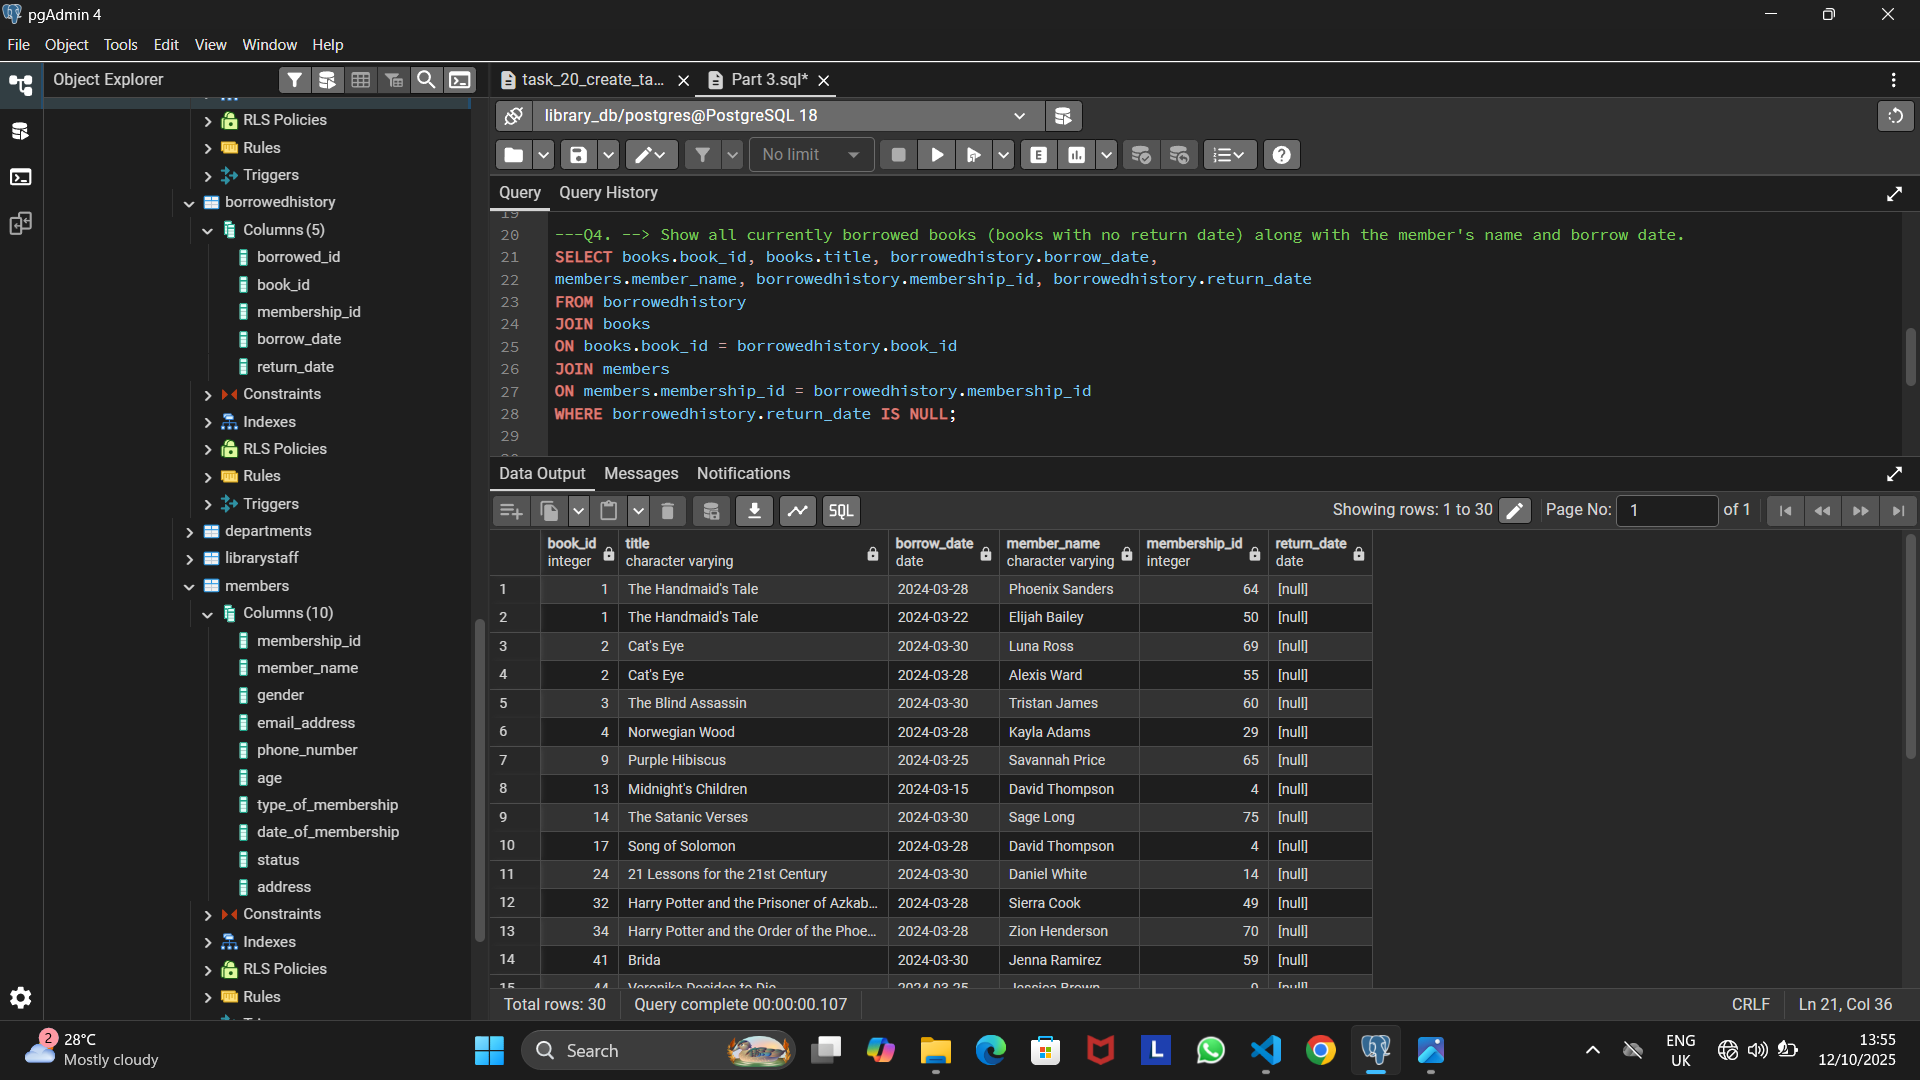 pgAdmin 4
File Object Tools Edit View Window Help
Object Explorer
RLS Policies
Rules
Triggers
borrowedhistory
Columns (5)
borrowed_id
book_id
membership_id
borrow_date
return_date
Constraints
Indexes
RLS Policies
Rules
Triggers
departments
librarystaff
members
Columns (10)
membership_id
member_name
gender
email_address
phone_number
age
type_of_membership
date_of_membership
status
address
Constraints
Indexes
RLS Policies
Rules
task_20_create_ta... Part 3.sql*
library_db/postgres@PostgreSQL 18
No limit
E
Query Query History
19
20 ---Q4. --> Show all currently borrowed books (books with no return date) along with the member's name and borrow date.
21 SELECT books.book_id, books.title, borrowedhistory.borrow_date,
22 members.member_name, borrowedhistory.membership_id, borrowedhistory.return_date
23 FROM borrowedhistory
24 JOIN books
25 ON books.book_id = borrowedhistory.book_id
26 JOIN members
27 ON members.membership_id = borrowedhistory.membership_id
28 WHERE borrowedhistory.return_date IS NULL;
29
Data Output Messages Notifications
SQL Showing rows: 1 to 30 Page No: 1 of 1
book_id title borrow_date member_name membership_id return_date
integer character varying date character varying integer date
1 1 The Handmaid's Tale 2024-03-28 Phoenix Sanders 64 [null]
2 1 The Handmaid's Tale 2024-03-22 Elijah Bailey 50 [null]
3 2 Cat's Eye 2024-03-30 Luna Ross 69 [null]
4 2 Cat's Eye 2024-03-28 Alexis Ward 55 [null]
5 3 The Blind Assassin 2024-03-30 Tristan James 60 [null]
6 4 Norwegian Wood 2024-03-28 Kayla Adams 29 [null]
7 9 Purple Hibiscus 2024-03-25 Savannah Price 65 [null]
8 13 Midnight's Children 2024-03-15 David Thompson 4 [null]
9 14 The Satanic Verses 2024-03-30 Sage Long 75 [null]
10 17 Song of Solomon 2024-03-28 David Thompson 4 [null]
11 24 21 Lessons for the 21st Century 2024-03-30 Daniel White 14 [null]
12 32 Harry Potter and the Prisoner of Azkab... 2024-03-28 Sierra Cook 49 [null]
13 34 Harry Potter and the Order of the Phoe... 2024-03-28 Zion Henderson 70 [null]
14 41 Brida 2024-03-30 Jenna Ramirez 59 [null]
15 44 Veronika Decides to Die 2024-03-25 Jessica Brown 9 [null]
Total rows: 30 Query complete 00:00:00.107 CRLF Ln 21, Col 36
2
28°C
Mostly cloudy
Search
L
ENG
UK
13:55
12/10/2025